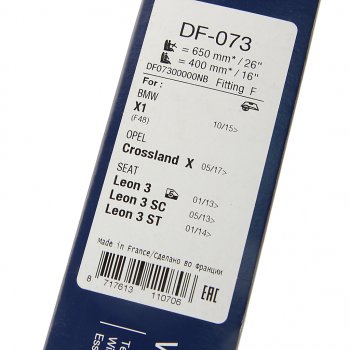 DF-073
= 650 mm*/26"
= 400 mm*/16"
DF07300000NB Fitting F
For:
BMW
X1
(F48) 10/15>
OPEL
Crossland X 05/17>
SEAT
Leon 3 01/13>
Leon 3 SC 05/13>
Leon 3 ST 01/14>
Made in France/Сделано во франции
8 717613 110706
EAC